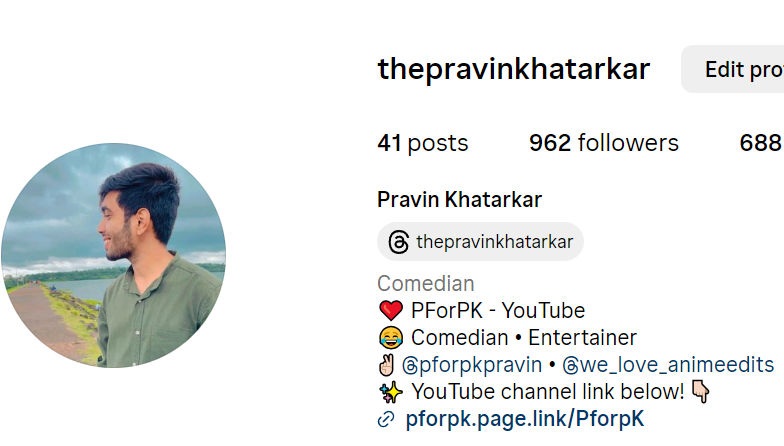 thepravinkhatarkar Edit
41 posts 962 followers 688
Pravin Khatarkar
thepravinkhatarkar
Comedian
❤️ PForPK - YouTube
😂 Comedian • Entertainer
✌🏻 @pforpkpravin • @we_love_animeedits
✨ YouTube channel link below! 👇🏻
pforpk.page.link/PforpK